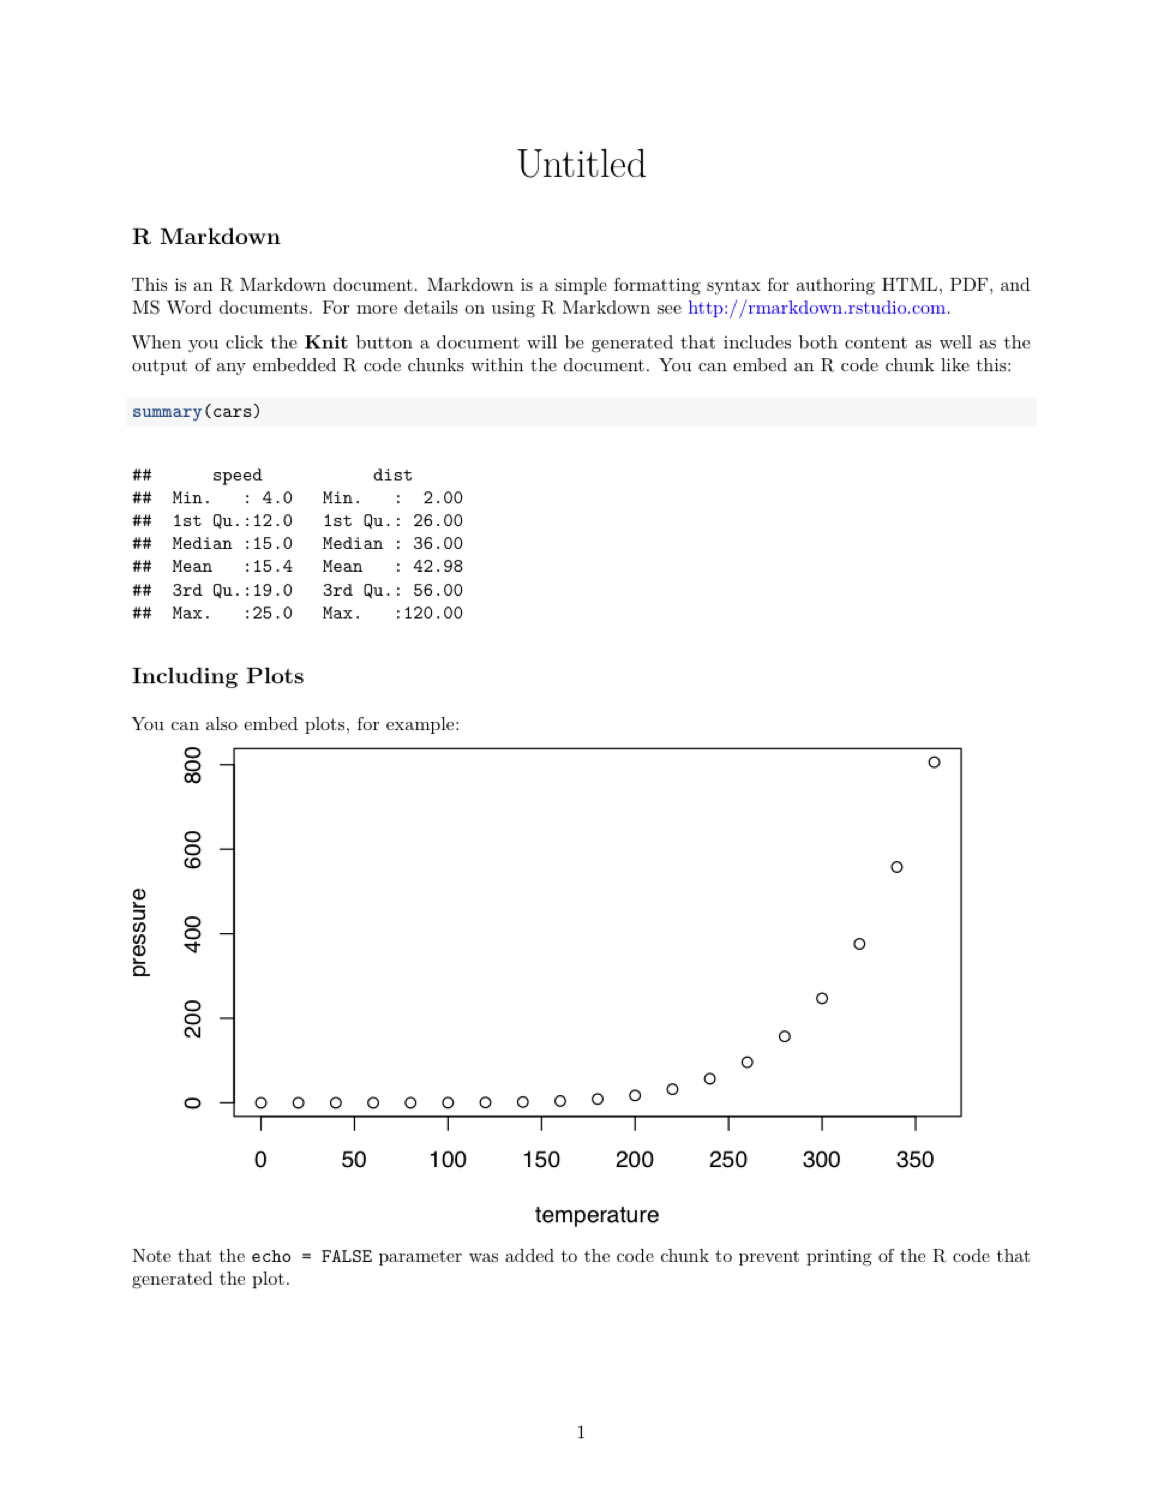 Untitled
R Markdown
This is an R Markdown document. Markdown is a simple formatting syntax for authoring HTML, PDF, and
MS Word documents. For more details on using R Markdown see http://rmarkdown.rstudio.com.
When you click the Knit button a document will be generated that includes both content as well as the
output of any embedded R code chunks within the document. You can embed an R code chunk like this:
summary(cars)
##      speed           dist
##  Min.   : 4.0   Min.   :  2.00
##  1st Qu.:12.0   1st Qu.: 26.00
##  Median :15.0   Median : 36.00
##  Mean   :15.4   Mean   : 42.98
##  3rd Qu.:19.0   3rd Qu.: 56.00
##  Max.   :25.0   Max.   :120.00
Including Plots
You can also embed plots, for example:
800
600
400
200
0
pressure
0 50 100 150 200 250 300 350
temperature
Note that the echo = FALSE parameter was added to the code chunk to prevent printing of the R code that
generated the plot.
1